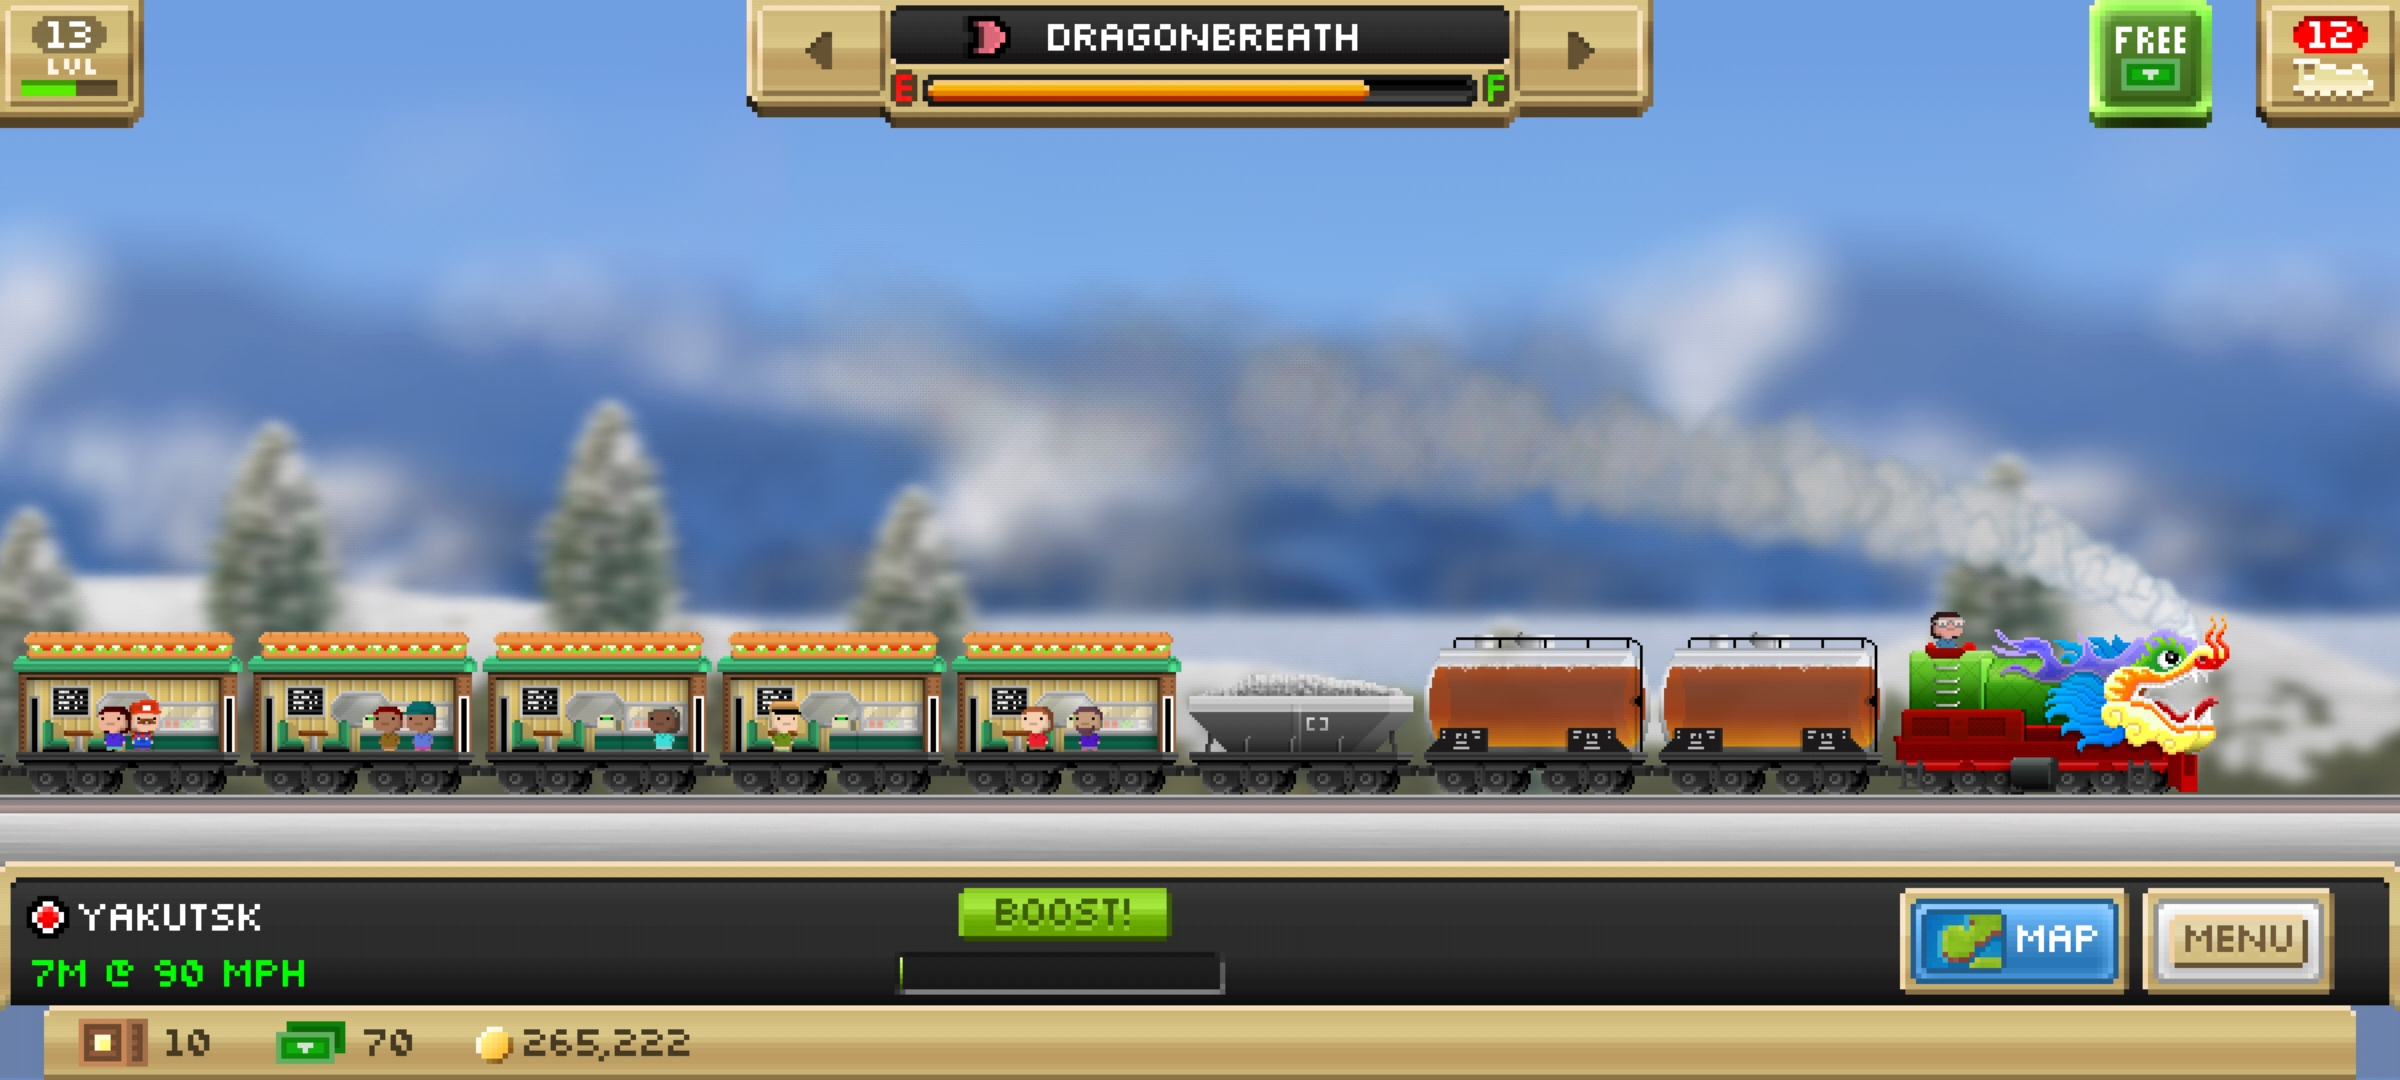 13
LVL
DRAGONBREATH
E F
FREE
12
YAKUTSK
7M @ 90 MPH
BOOST!
MAP
MENU
10
70
265,222